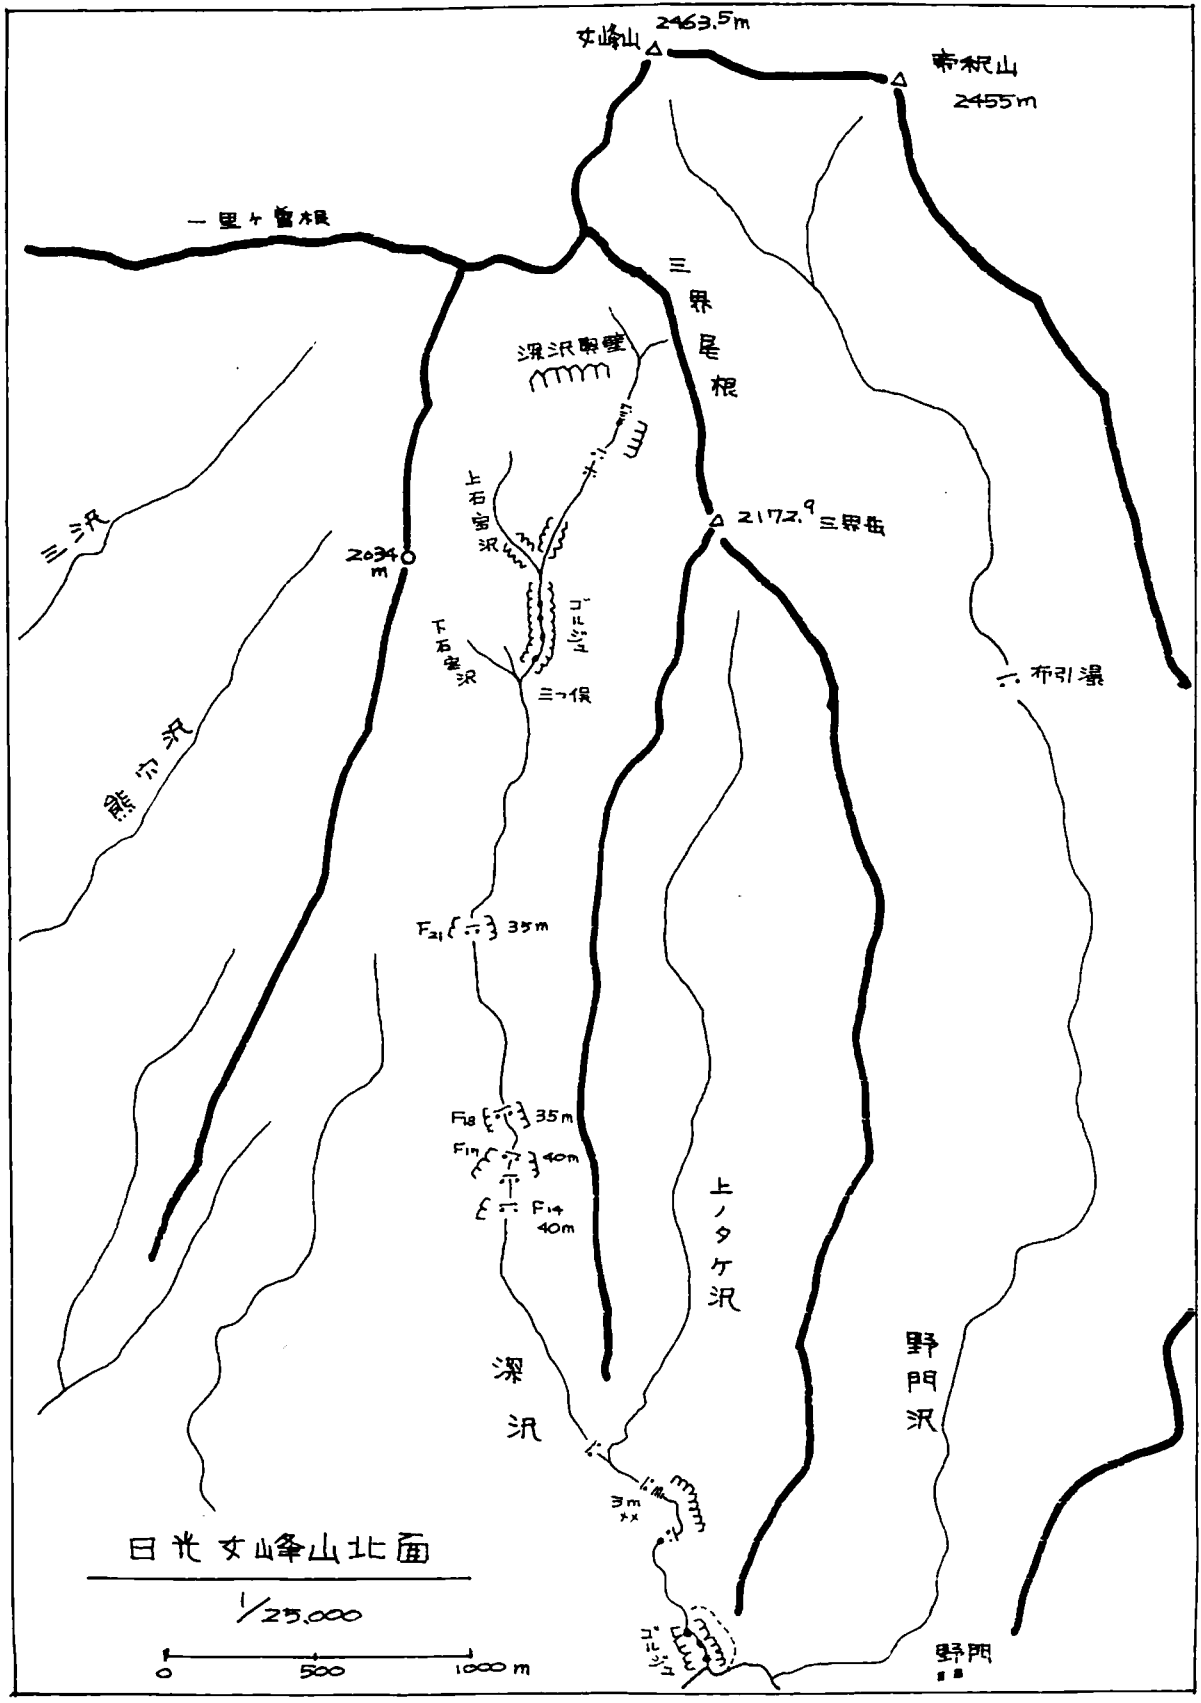 女峰山
2463.5m
帝釈山
2455m
一里ヶ曽根
三界尾根
深沢奥壁
上石室沢
三沢
2034m
2172.9 三界岳
ゴルジュ
下石室沢
三つ俣
布引瀑
熊穴沢
F21 35m
F18 35m
F17 40m
F14
40m
上ノタケ沢
深沢
野門沢
3m
××
日光女峰山北面
1/25,000
0 500 1000m
ゴルジュ
野門